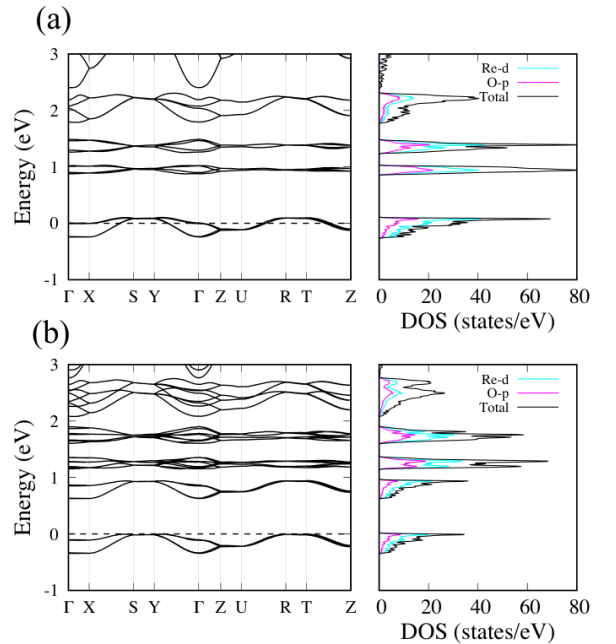 (a)
3
2
1
0
-1
Energy (eV)
Γ X S Y Γ Z U R T Z
Re-d
O-p
Total
0 20 40 60 80
DOS (states/eV)
(b)
3
2
1
0
-1
Energy (eV)
Γ X S Y Γ Z U R T Z
Re-d
O-p
Total
0 20 40 60 80
DOS (states/eV)